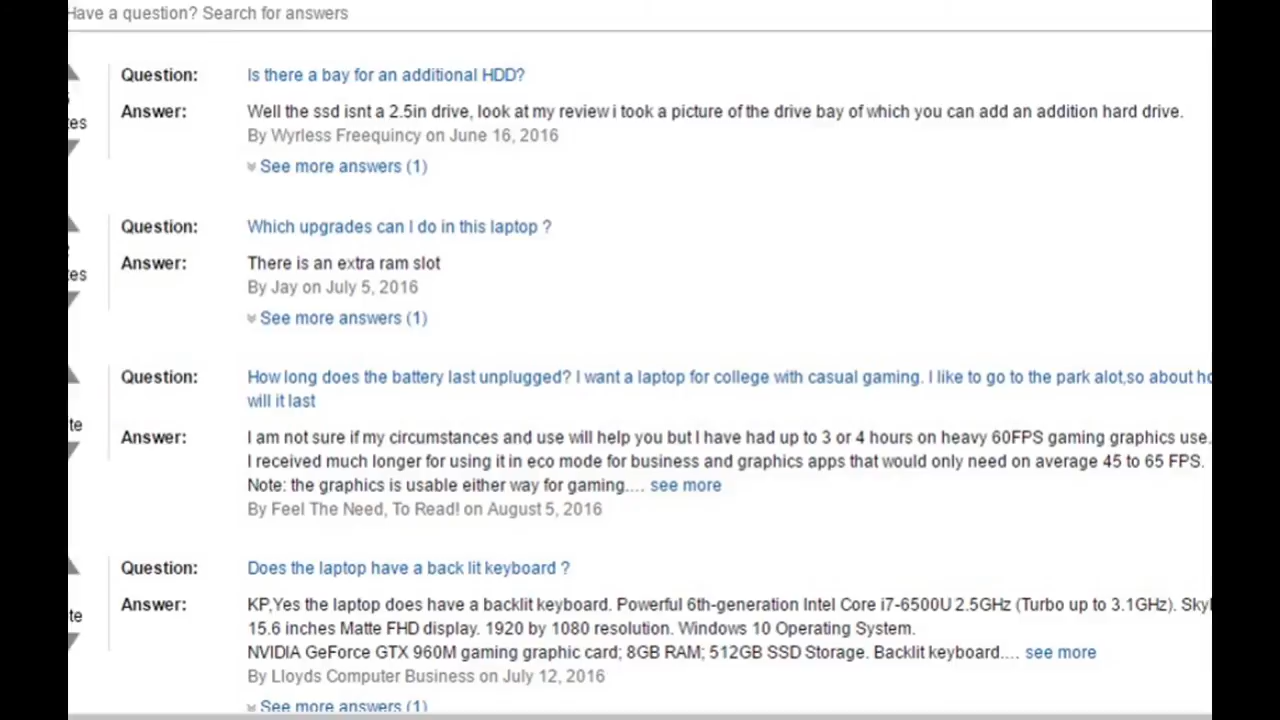 Have a question? Search for answers
Question: Is there a bay for an additional HDD?
Answer: Well the ssd isnt a 2.5in drive, look at my review i took a picture of the drive bay of which you can add an addition hard drive.
By Wyrless Freequincy on June 16, 2016
See more answers (1)
Question: Which upgrades can I do in this laptop ?
Answer: There is an extra ram slot
By Jay on July 5, 2016
See more answers (1)
Question: How long does the battery last unplugged? I want a laptop for college with casual gaming. I like to go to the park alot,so about
will it last
Answer: I am not sure if my circumstances and use will help you but I have had up to 3 or 4 hours on heavy 60FPS gaming graphics use.
I received much longer for using it in eco mode for business and graphics apps that would only need on average 45 to 65 FPS.
Note: the graphics is usable either way for gaming.... see more
By Feel The Need, To Read! on August 5, 2016
Question: Does the laptop have a back lit keyboard ?
Answer: KP,Yes the laptop does have a backlit keyboard. Powerful 6th-generation Intel Core i7-6500U 2.5GHz (Turbo up to 3.1GHz).
15.6 inches Matte FHD display. 1920 by 1080 resolution. Windows 10 Operating System.
NVIDIA GeForce GTX 960M gaming graphic card; 8GB RAM; 512GB SSD Storage. Backlit keyboard.... see more
By Lloyds Computer Business on July 12, 2016
See more answers (1)